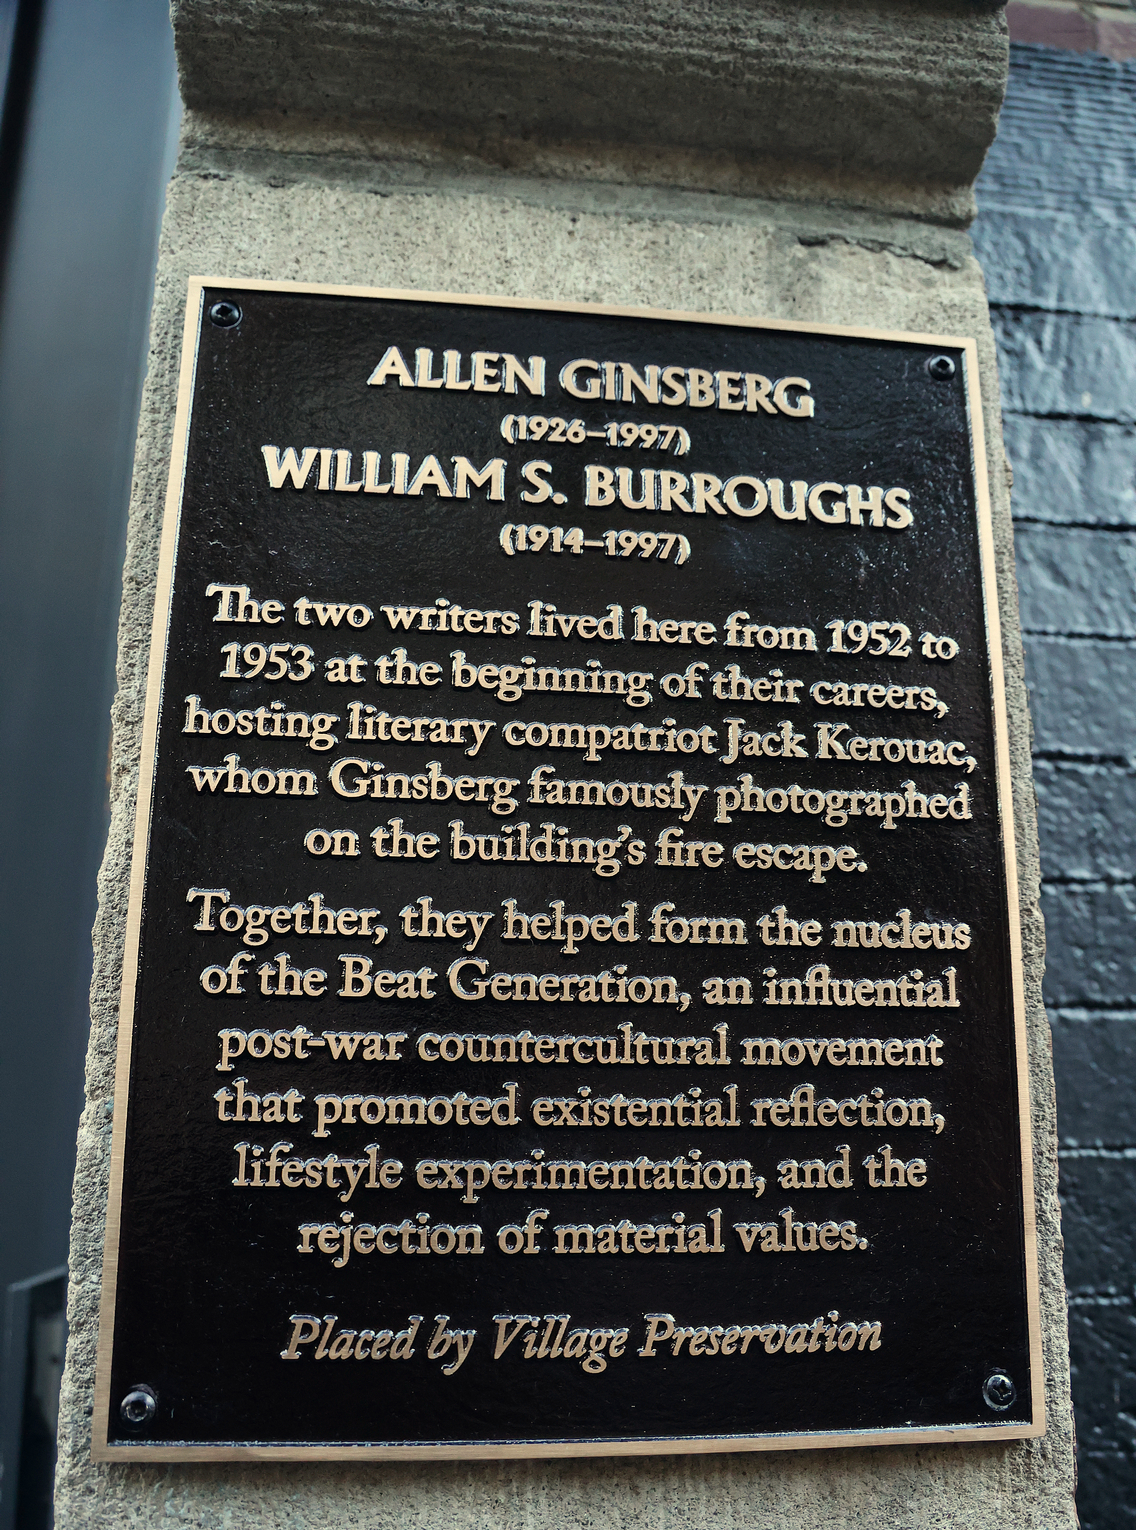 ALLEN GINSBERG
(1926–1997)
WILLIAM S. BURROUGHS
(1914–1997)
The two writers lived here from 1952 to
1953 at the beginning of their careers,
hosting literary compatriot Jack Kerouac,
whom Ginsberg famously photographed
on the building's fire escape.
Together, they helped form the nucleus
of the Beat Generation, an influential
post-war countercultural movement
that promoted existential reflection,
lifestyle experimentation, and the
rejection of material values.
Placed by Village Preservation